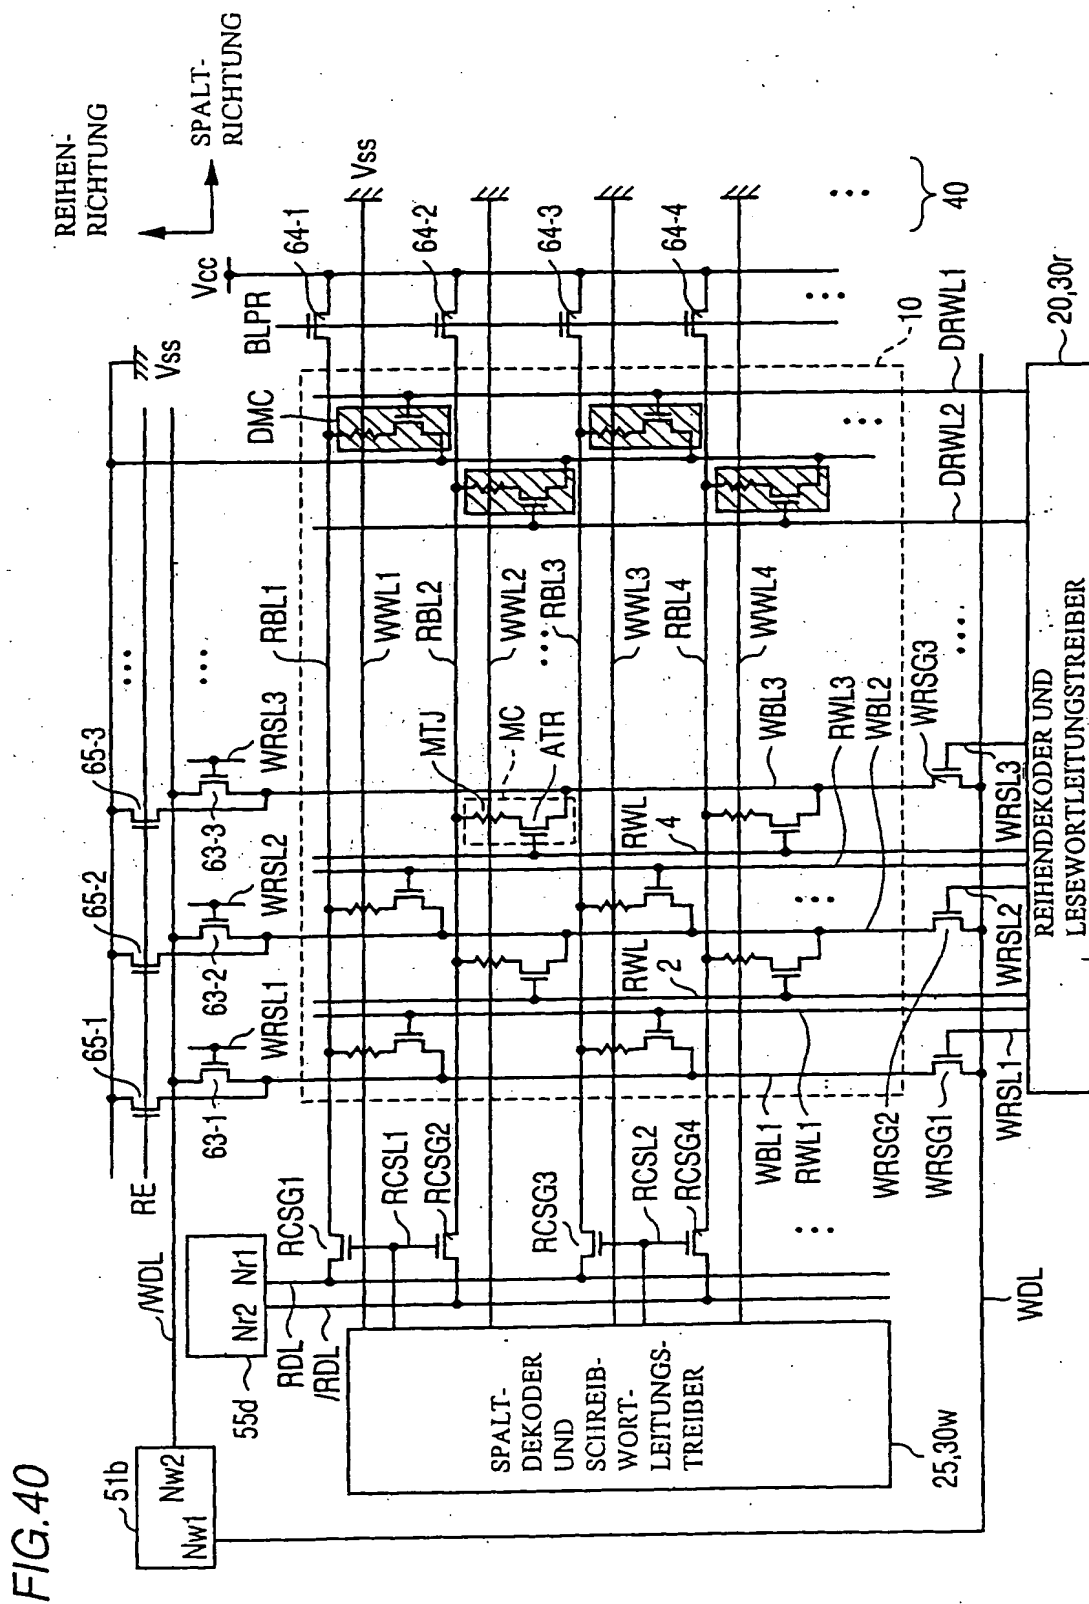 FIG.40
REIHEN-
RICHTUNG
SPALT-
RICHTUNG
51b
Nw2
Nw1
/WDL
RE
65-1
65-2
65-3
Vss
63-1
WRSL1
63-2
WRSL2
63-3
WRSL3
55d
Nr2 Nr1
RDL
/RDL
RCSG1
RCSL1
RCSG2
RCSG3
RCSL2
RCSG4
SPALT-
DEKODER
UND
SCHREIB-
WORT-
LEITUNGS-
TREIBER
25,30w
RBL1
WWL1
RBL2
WWL2
RBL3
WWL3
RBL4
WWL4
MTJ
MC
ATR
RWL
2
RWL
4
DMC
BLPR
Vcc
64-1
Vss
64-2
64-3
64-4
40
10
WBL1
RWL1
WRSG2
WRSG1
WRSL1
WRSL2
WRSL3
WBL3
RWL3
WBL2
WRSG3
DRWL2
DRWL1
WDL
20,30r
REIHENDEKODER UND
LESEWORTLEITUNGSTREIBER